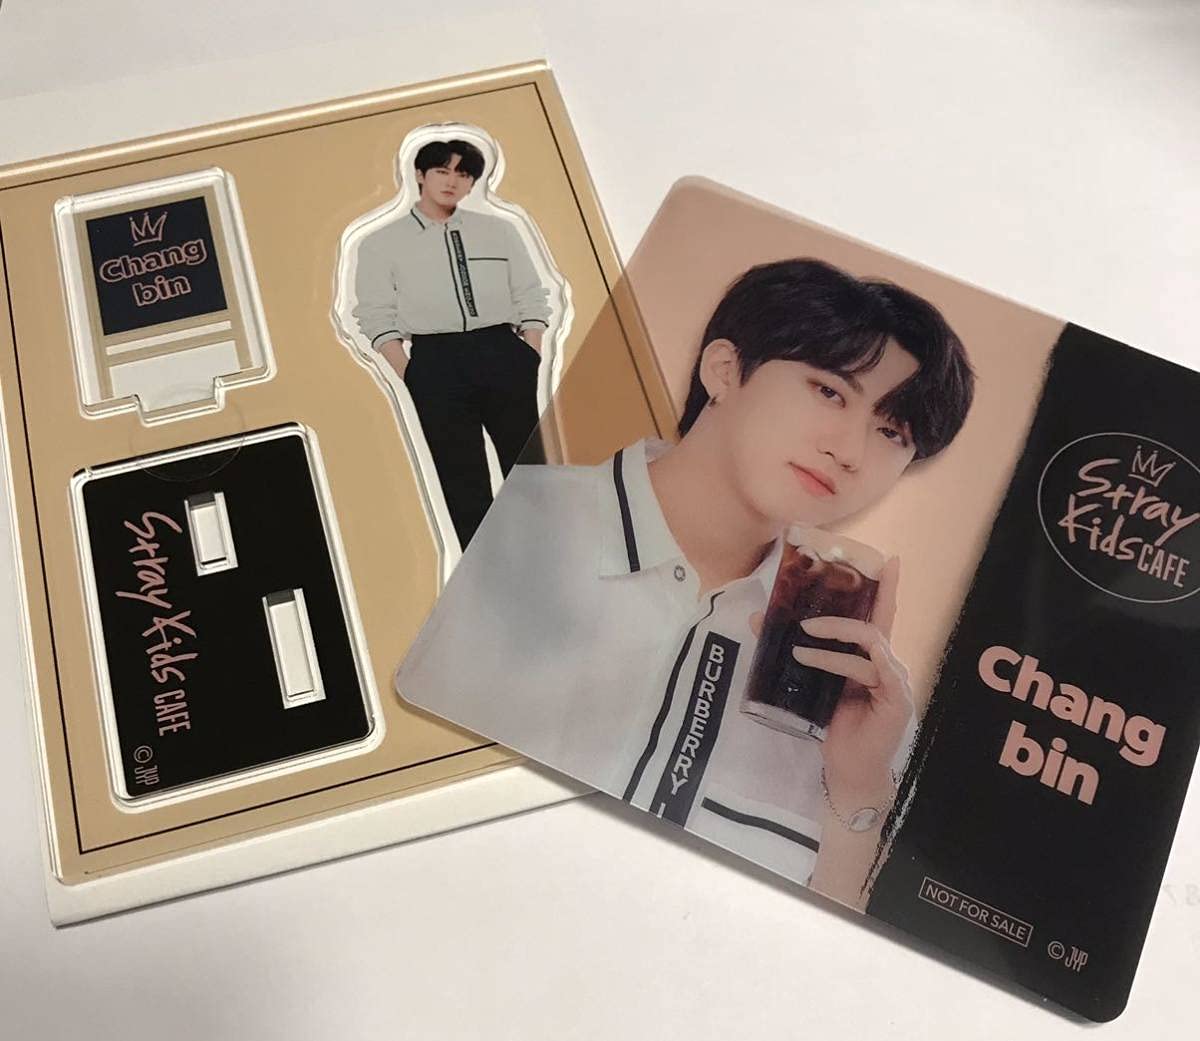 Chang
bin
Stray Kids CAFE
© JYP
BURBERRY
Stray
Kids CAFE
Chang
bin
NOT FOR SALE
© JYP